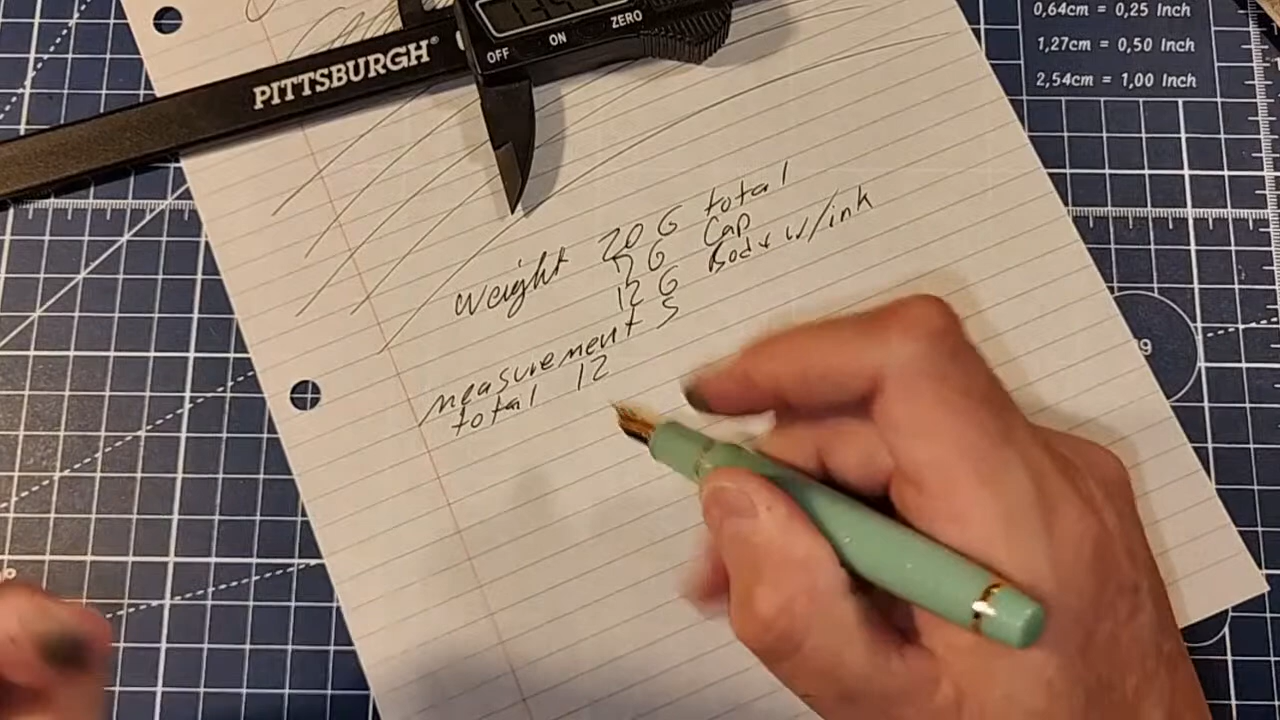 0,64cm = 0,25 Inch
1,27cm = 0,50 Inch
2,54cm = 1,00 Inch
PITTSBURGH®
OFF ON ZERO
weight 20 G total
7 G Cap
12 G Body w/ink
measurement s
total 12